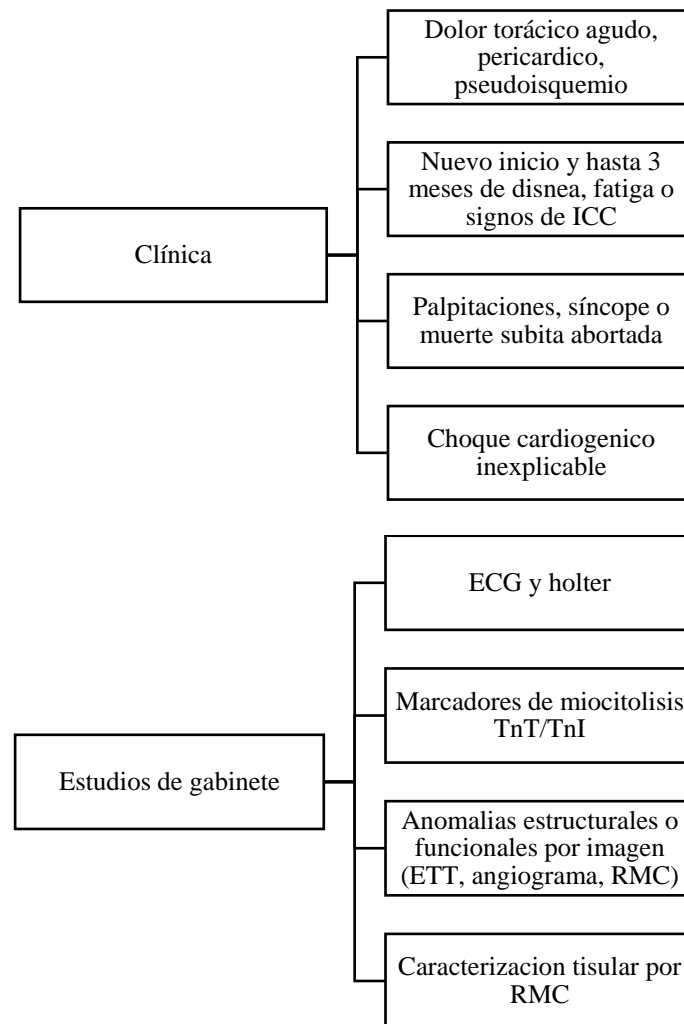 Clínica
Dolor torácico agudo,
pericardico,
pseudoisquemio
Nuevo inicio y hasta 3
meses de disnea, fatiga o
signos de ICC
Palpitaciones, síncope o
muerte subita abortada
Choque cardiogenico
inexplicable
Estudios de gabinete
ECG y holter
Marcadores de miocitolisis
TnT/TnI
Anomalias estructurales o
funcionales por imagen
(ETT, angiograma, RMC)
Caracterizacion tisular por
RMC